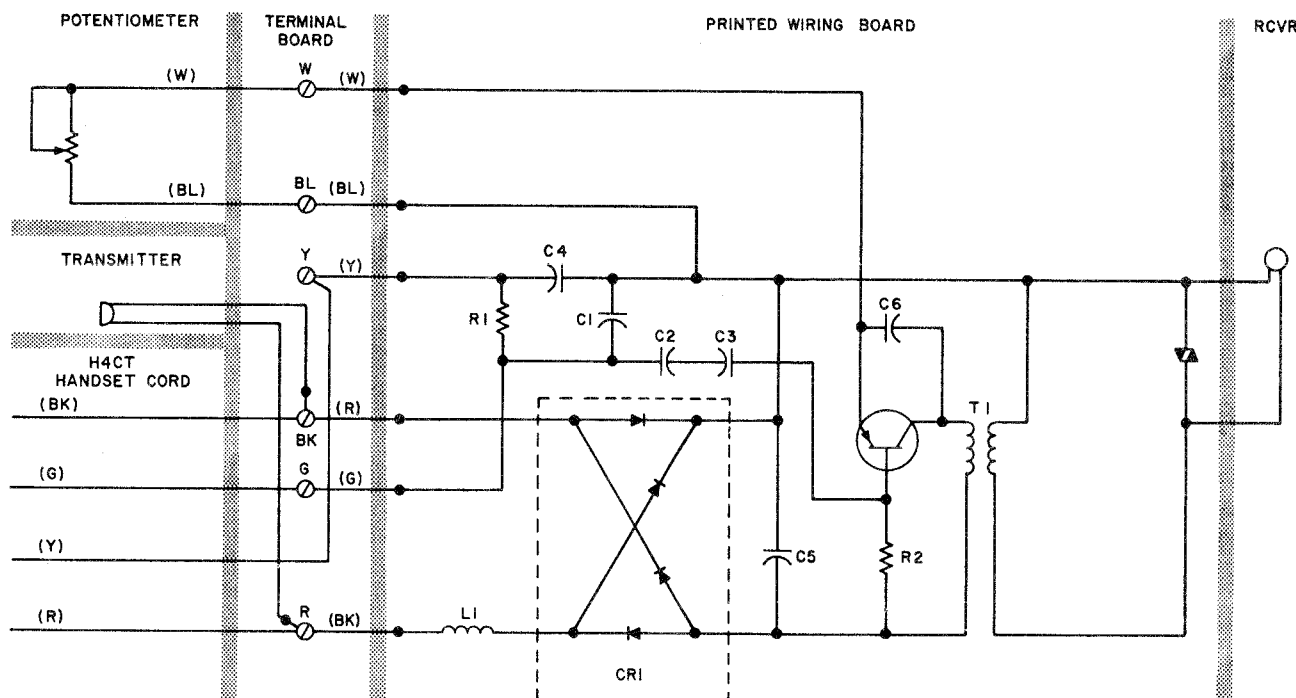 POTENTIOMETER
TERMINAL
BOARD
PRINTED WIRING BOARD
RCVR
W
(W)
(W)
BL
(BL)
(BL)
TRANSMITTER
Y
(Y)
C4
R1
C1
C2
C3
C6
H4CT
HANDSET CORD
(BK)
(R)
BK
T1
(G)
G
(G)
(Y)
C5
R2
(R)
R
(BK)
L1
CR1